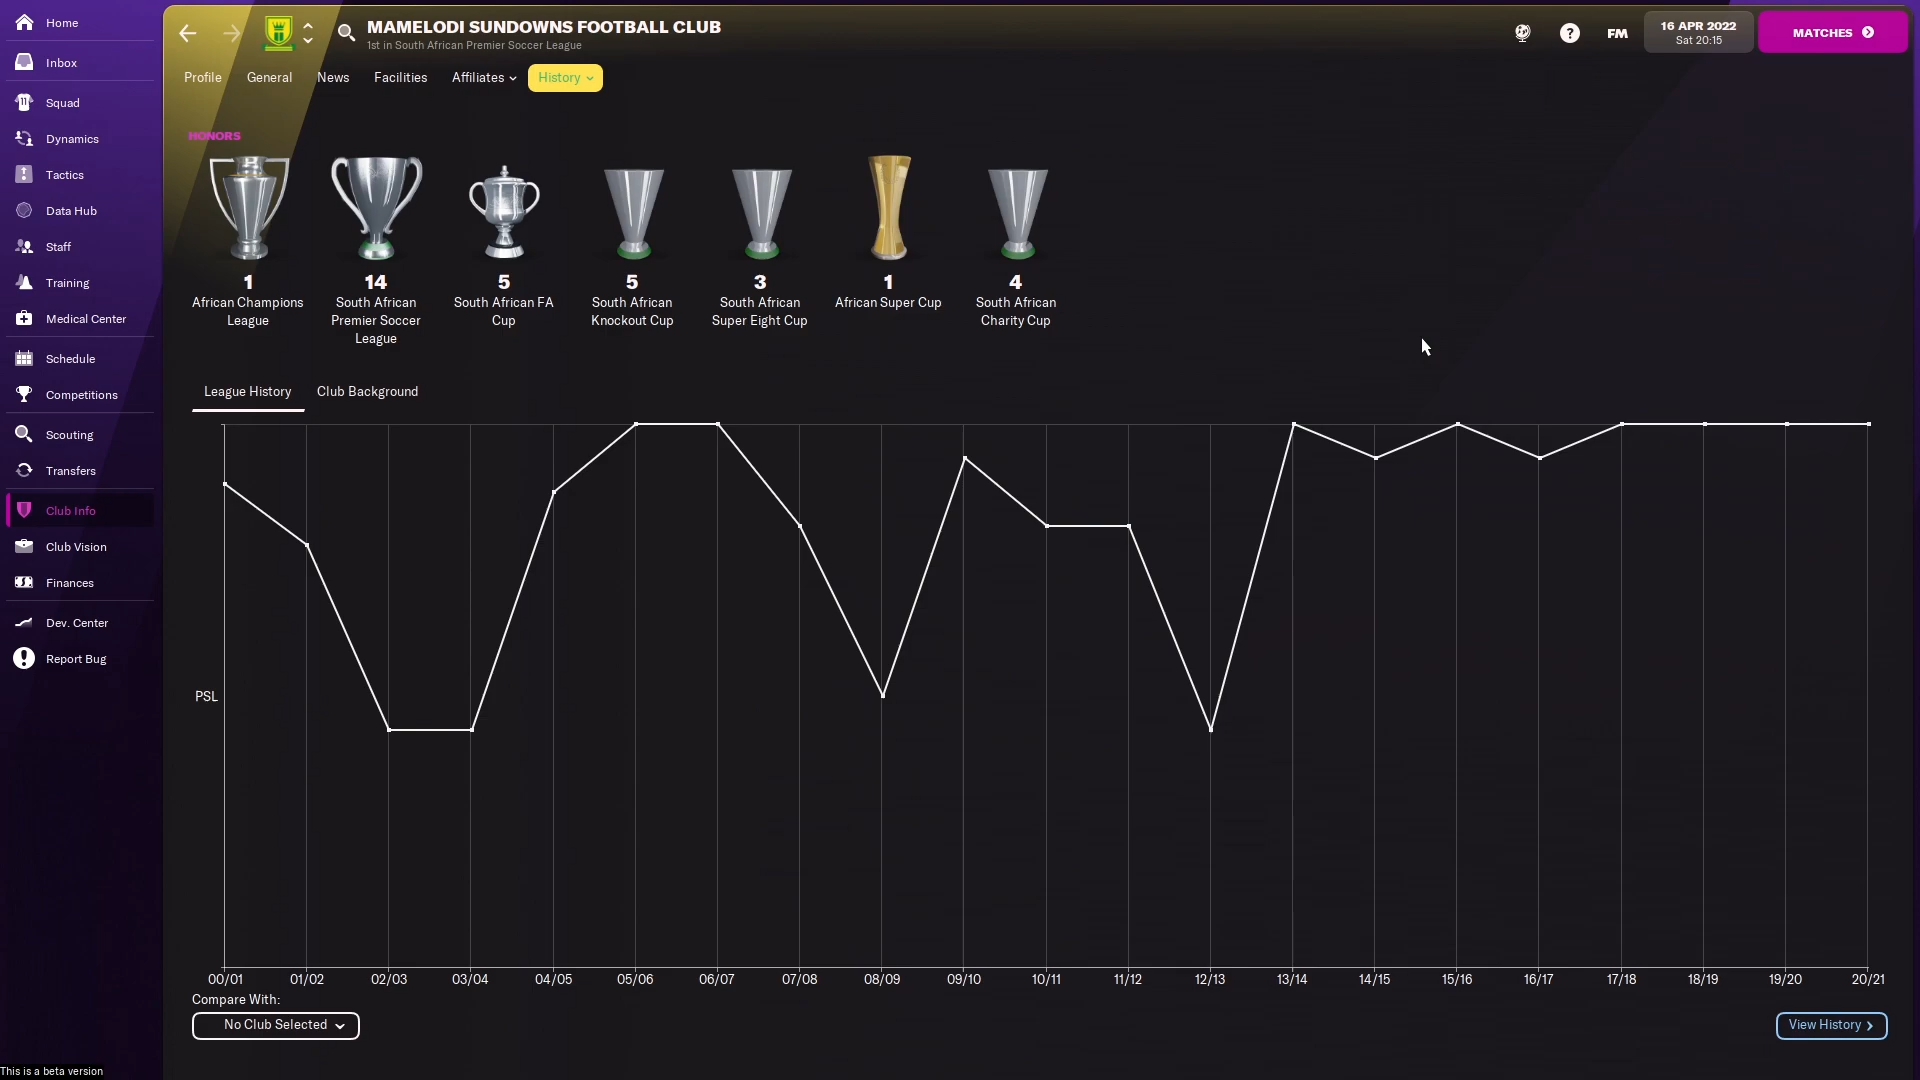 Home
Inbox
Squad
Dynamics
Tactics
Data Hub
Staff
Training
Medical Center
Schedule
Competitions
Scouting
Transfers
Club Info
Club Vision
Finances
Dev. Center
Report Bug
This is a beta version
MAMELODI SUNDOWNS FOOTBALL CLUB
1st in South African Premier Soccer League
FM
16 APR 2022
Sat 20:15
MATCHES
Profile
General
News
Facilities
Affiliates
History
HONORS
1
African Champions
League
14
South African
Premier Soccer
League
5
South African FA
Cup
5
South African
Knockout Cup
3
South African
Super Eight Cup
1
African Super Cup
4
South African
Charity Cup
League History
Club Background
PSL
00/01 01/02 02/03 03/04 04/05 05/06 06/07 07/08 08/09 09/10 10/11 11/12 12/13 13/14 14/15 15/16 16/17 17/18 18/19 19/20 20/21
Compare With:
No Club Selected
View History